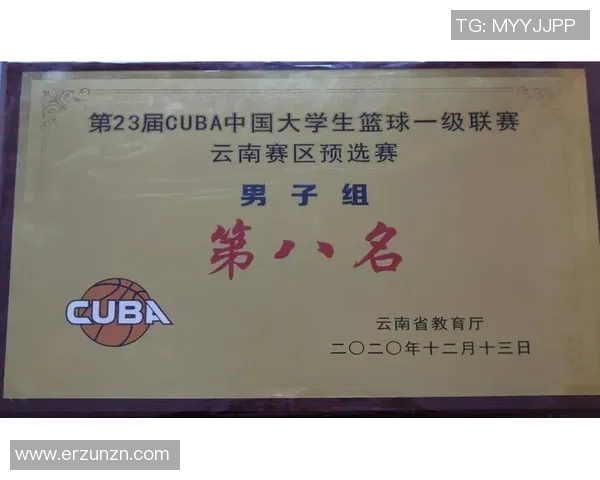 TG: MYYJJPP
第23届CUBA中国大学生篮球一级联赛
云南赛区预选赛
男子组
第八名
CUBA
云南省教育厅
二〇二〇年十二月十三日
www.erzunzn.com